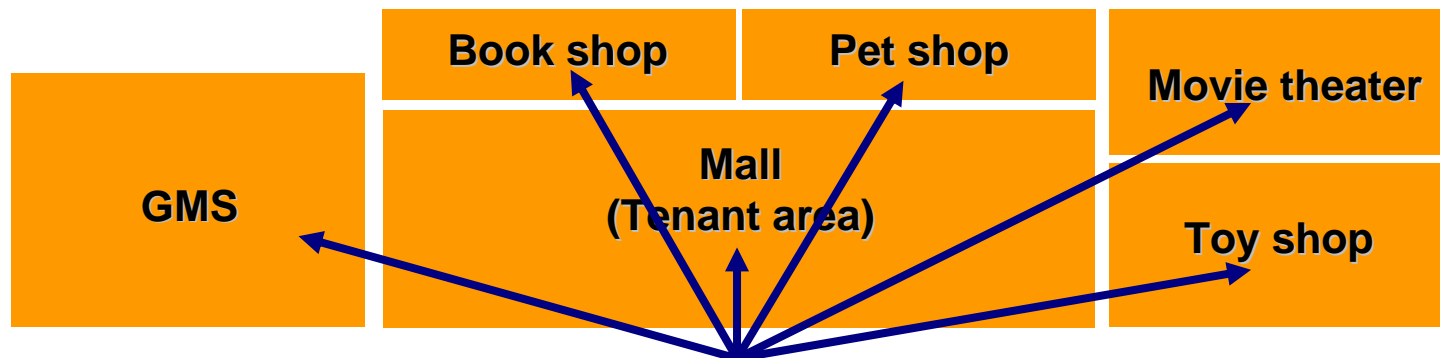 Book shop
Pet shop
Movie theater
GMS
Mall
(Tenant area)
Toy shop